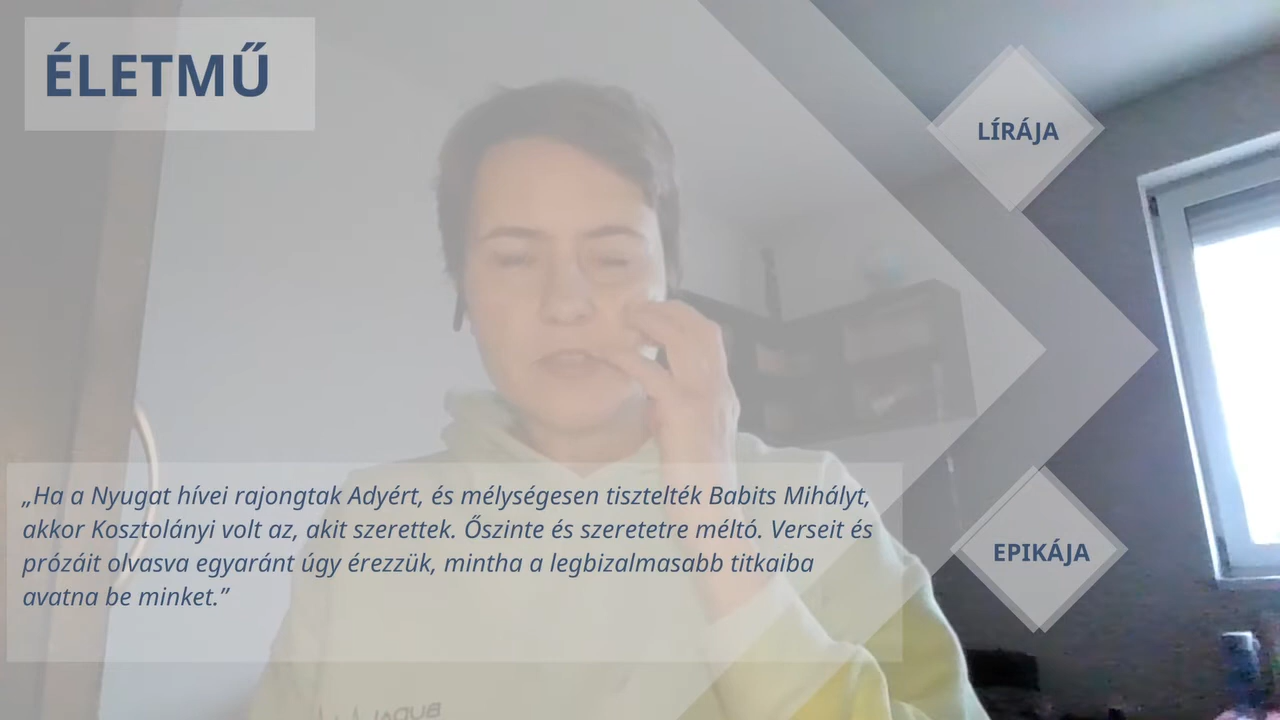 ÉLETMŰ
LÍRÁJA
„Ha a Nyugat hívei rajongtak Adyért, és mélységesen tisztelték Babits Mihályt,
akkor Kosztolányi volt az, akit szerettek. Őszinte és szeretetre méltó. Verseit és
prózáit olvasva egyaránt úgy érezzük, mintha a legbizalmasabb titkaiba
avatna be minket.”
EPIKÁJA